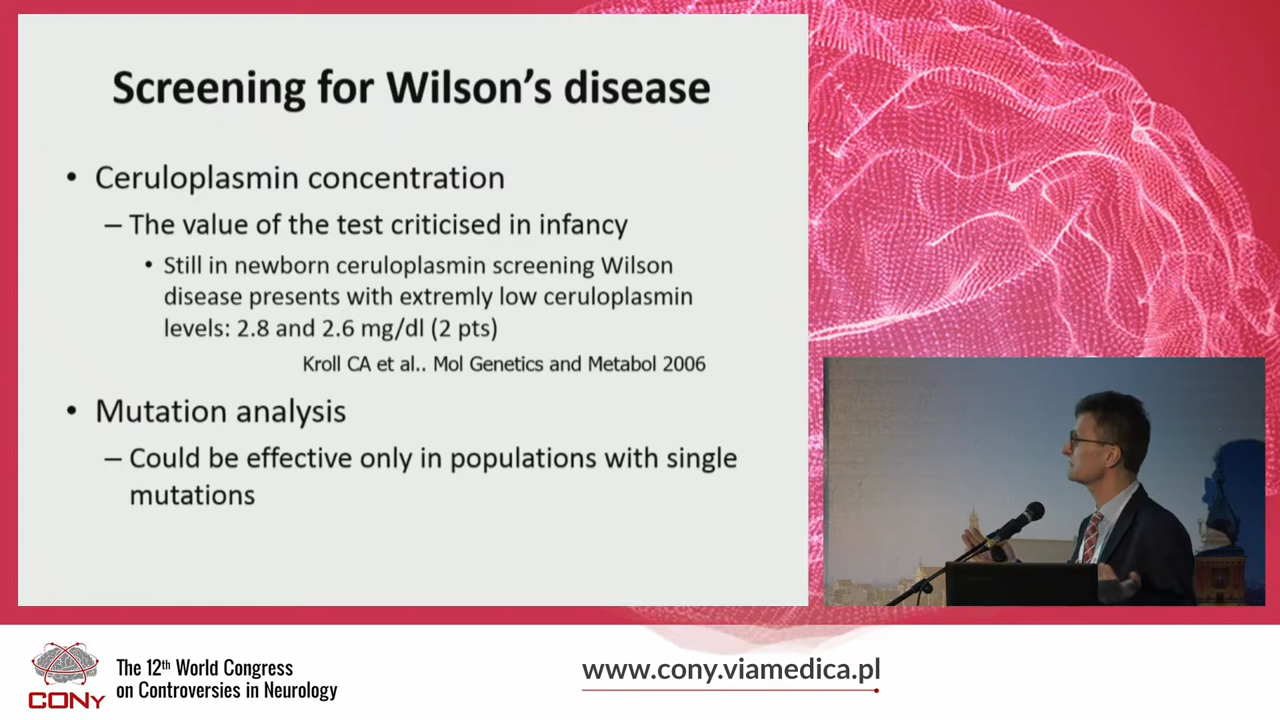 Screening for Wilson's disease
• Ceruloplasmin concentration
– The value of the test criticised in infancy
• Still in newborn ceruloplasmin screening Wilson
disease presents with extremly low ceruloplasmin
levels: 2.8 and 2.6 mg/dl (2 pts)
Kroll CA et al.. Mol Genetics and Metabol 2006
• Mutation analysis
– Could be effective only in populations with single
mutations
CONy
The 12th World Congress
on Controversies in Neurology
www.cony.viamedica.pl